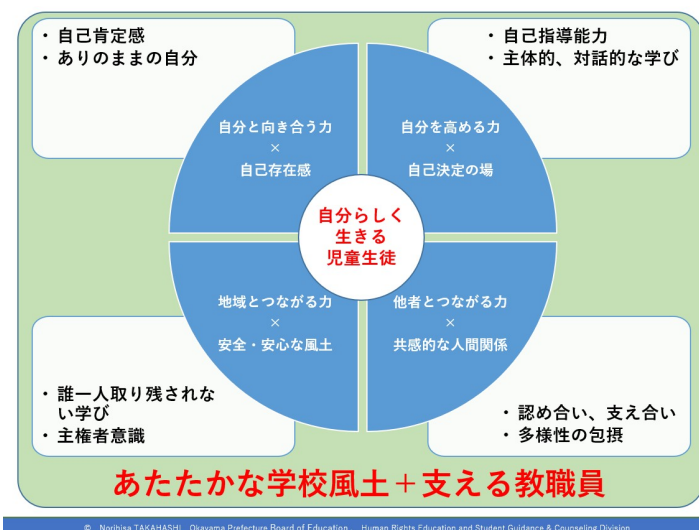 ・ 自己肯定感
・ ありのままの自分
・ 自己指導能力
・ 主体的、対話的な学び
自分と向き合う力
×
自己存在感
自分を高める力
×
自己決定の場
自分らしく
生きる
児童生徒
地域とつながる力
×
安全・安心な風土
他者とつながる力
×
共感的な人間関係
・ 誰一人取り残されな
い学び
・ 主権者意識
・ 認め合い、支え合い
・ 多様性の包摂
あたたかな学校風土＋支える教職員
© Norihisa TAKAHASHI Okayama Prefecture Board of Education Human Rights Education and Student Guidance & Counseling Division